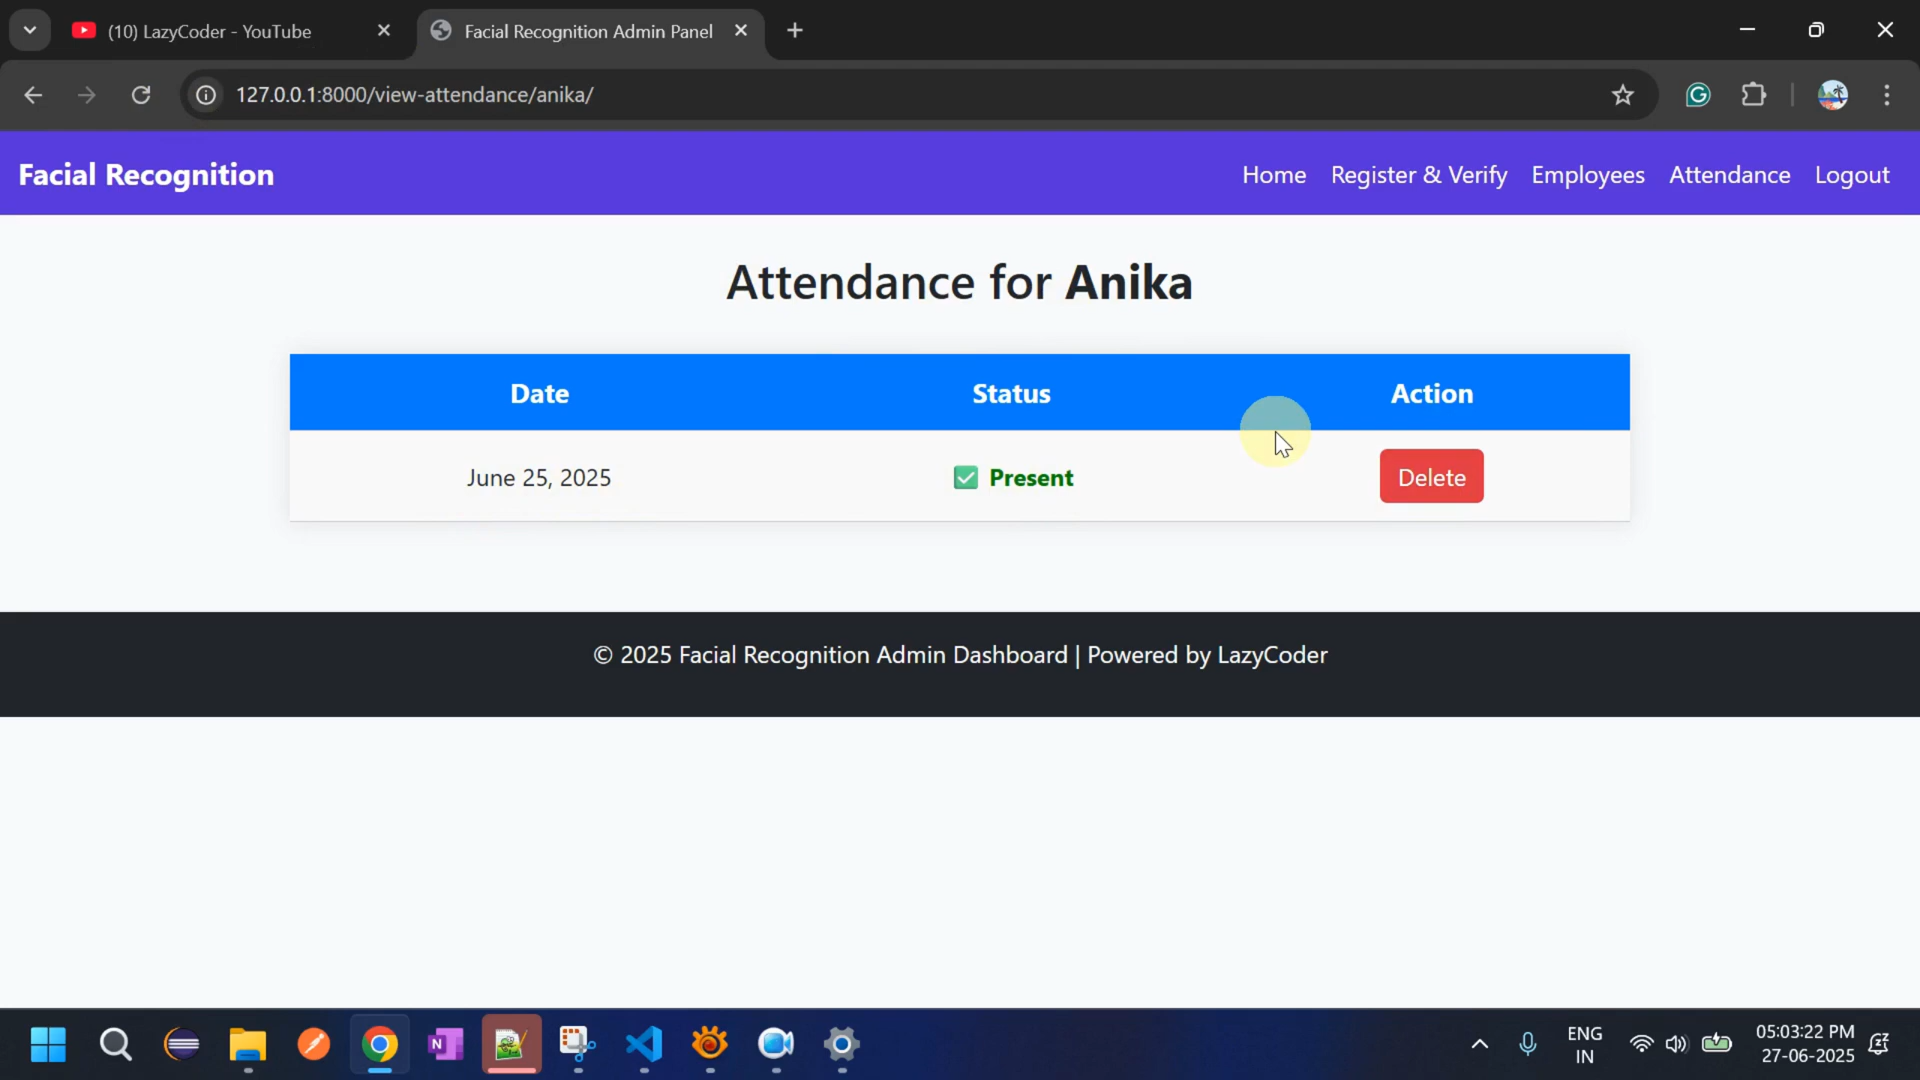 (10) LazyCoder - YouTube
Facial Recognition Admin Panel
127.0.0.1:8000/view-attendance/anika/
Facial Recognition
Home Register & Verify Employees Attendance Logout
Attendance for Anika
Date Status Action
June 25, 2025 ✅ Present Delete
© 2025 Facial Recognition Admin Dashboard | Powered by LazyCoder
ENG
IN
05:03:22 PM
27-06-2025